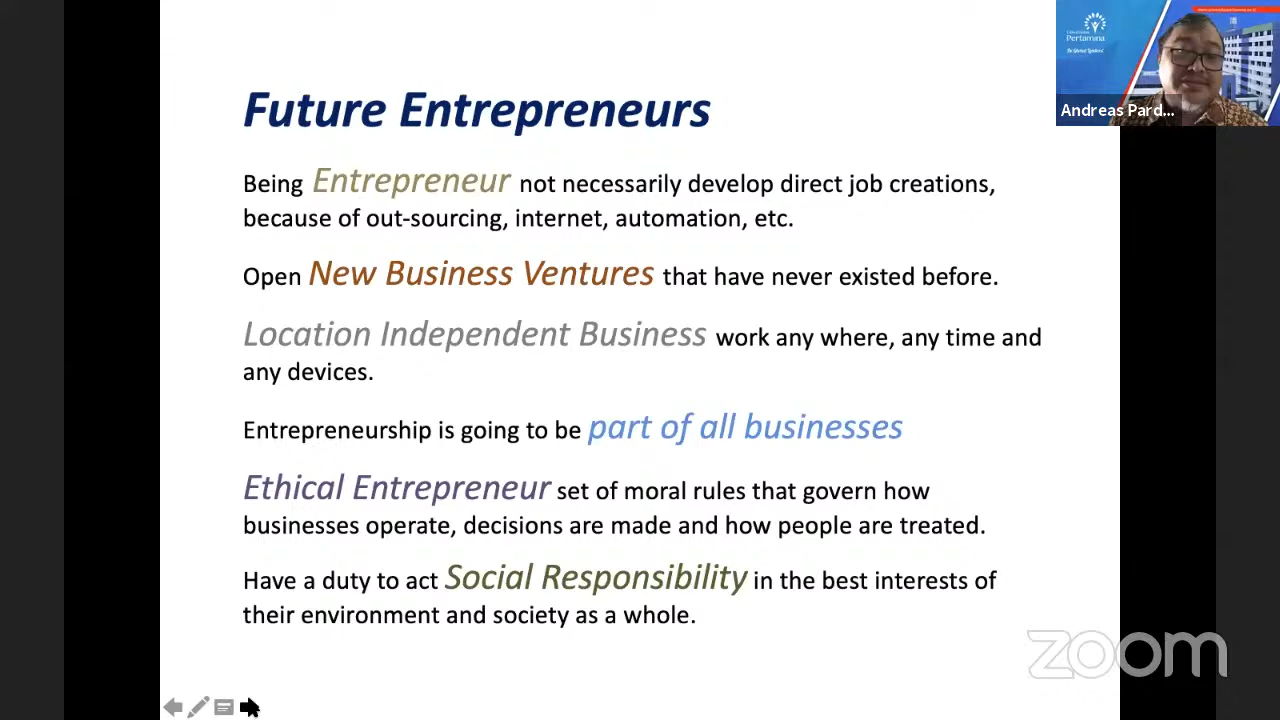 Future Entrepreneurs
Being Entrepreneur not necessarily develop direct job creations,
because of out-sourcing, internet, automation, etc.
Open New Business Ventures that have never existed before.
Location Independent Business work any where, any time and
any devices.
Entrepreneurship is going to be part of all businesses
Ethical Entrepreneur set of moral rules that govern how
businesses operate, decisions are made and how people are treated.
Have a duty to act Social Responsibility in the best interests of
their environment and society as a whole.
Pertamina
Andreas Pard...
zoom